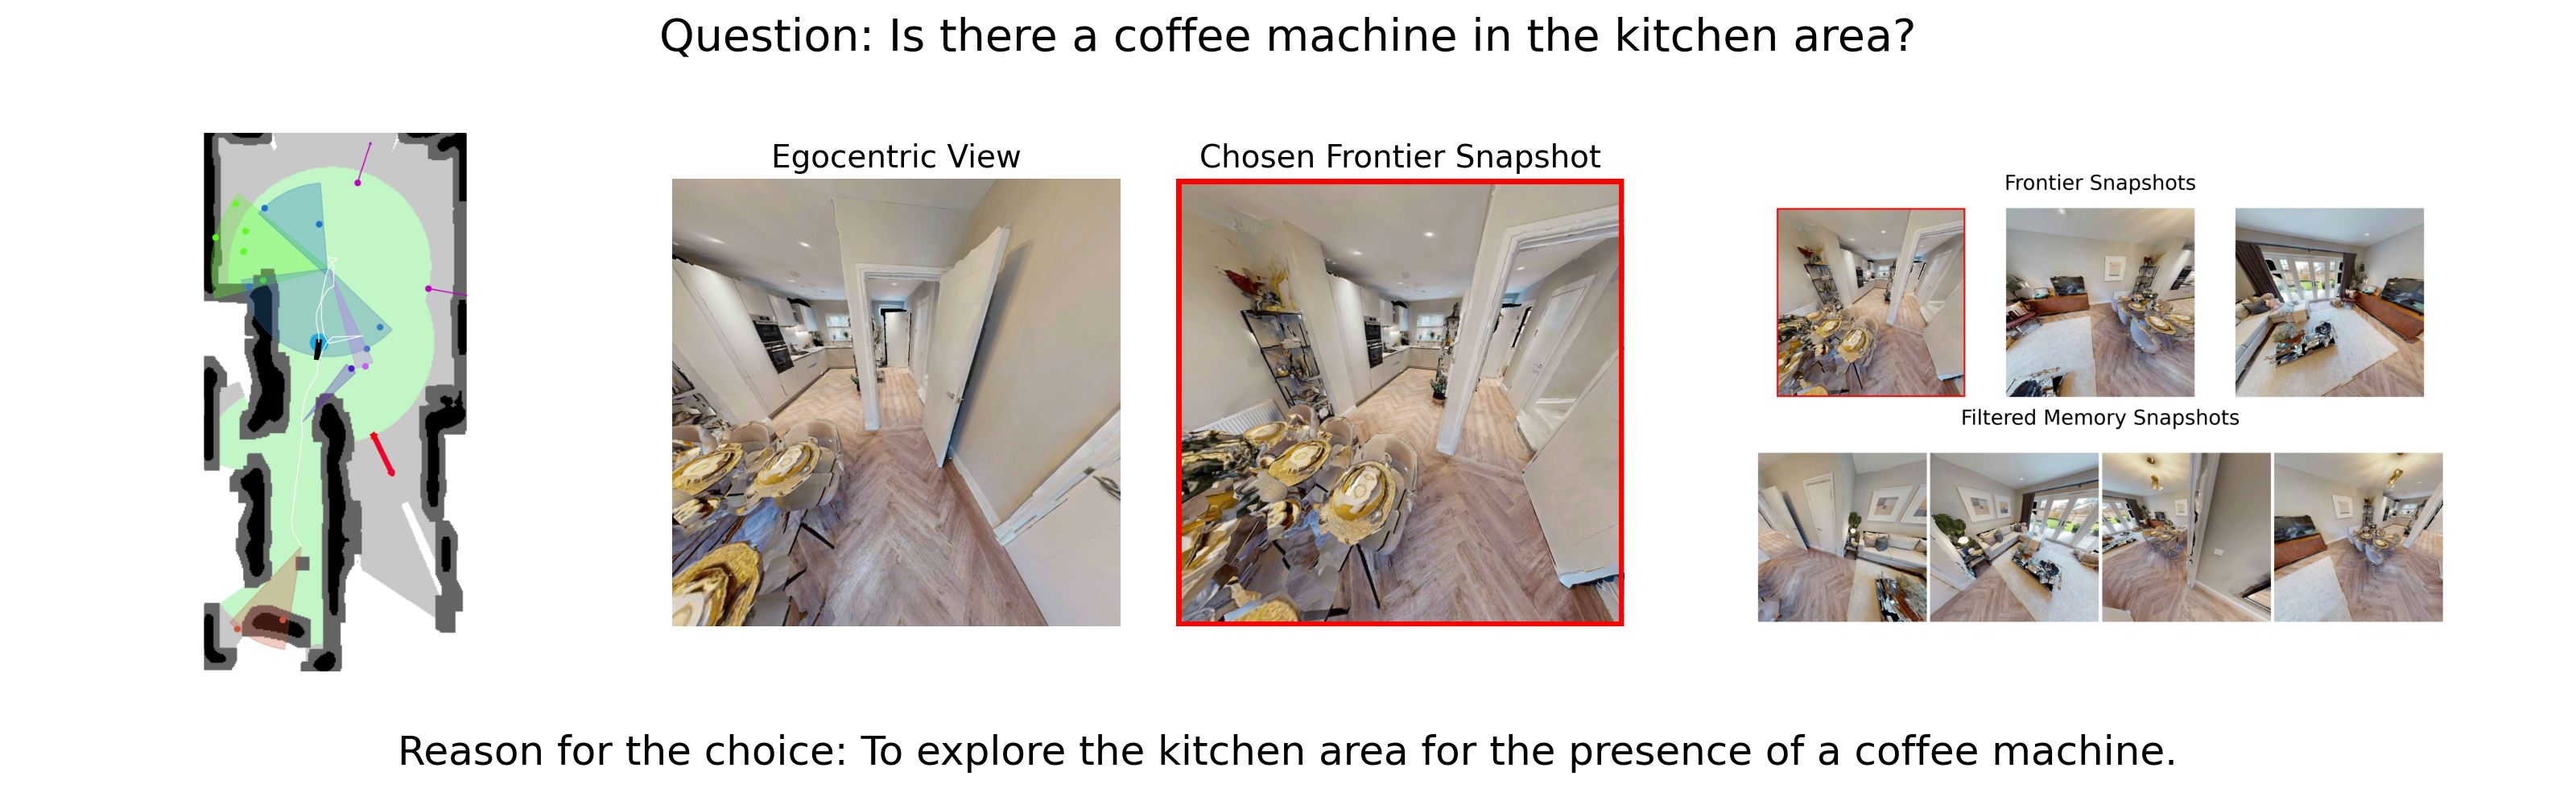 Question: Is there a coffee machine in the kitchen area?
Egocentric View
Chosen Frontier Snapshot
Frontier Snapshots
Filtered Memory Snapshots
Reason for the choice: To explore the kitchen area for the presence of a coffee machine.